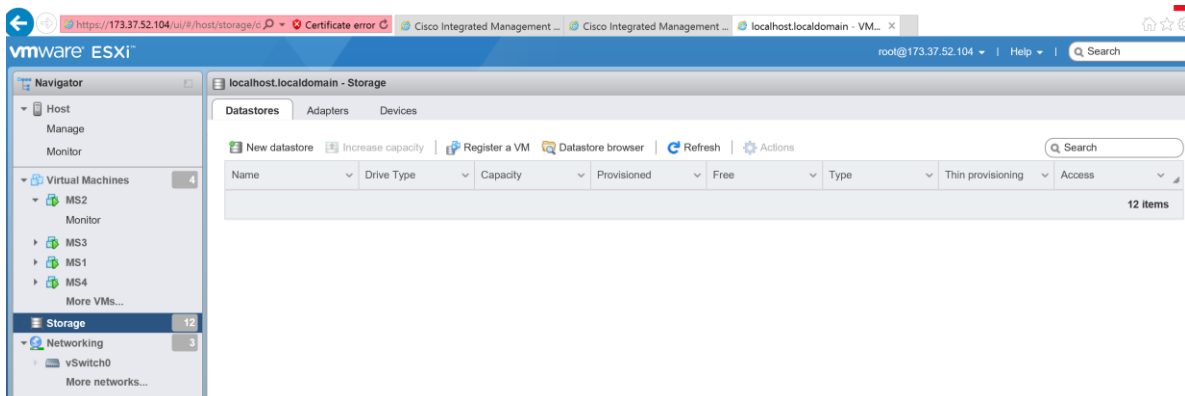 https://173.37.52.104/ui/#/host/storage/d Certificate error Cisco Integrated Management ... Cisco Integrated Management ... localhost.localdomain - VM...
vmware ESXi™ root@173.37.52.104 | Help | Search
Navigator
Host
Manage
Monitor
Virtual Machines 4
MS2
Monitor
MS3
MS1
MS4
More VMs...
Storage 12
Networking 3
vSwitch0
More networks...
localhost.localdomain - Storage
Datastores Adapters Devices
New datastore Increase capacity | Register a VM Datastore browser | Refresh | Actions Search
Name Drive Type Capacity Provisioned Free Type Thin provisioning Access
12 items